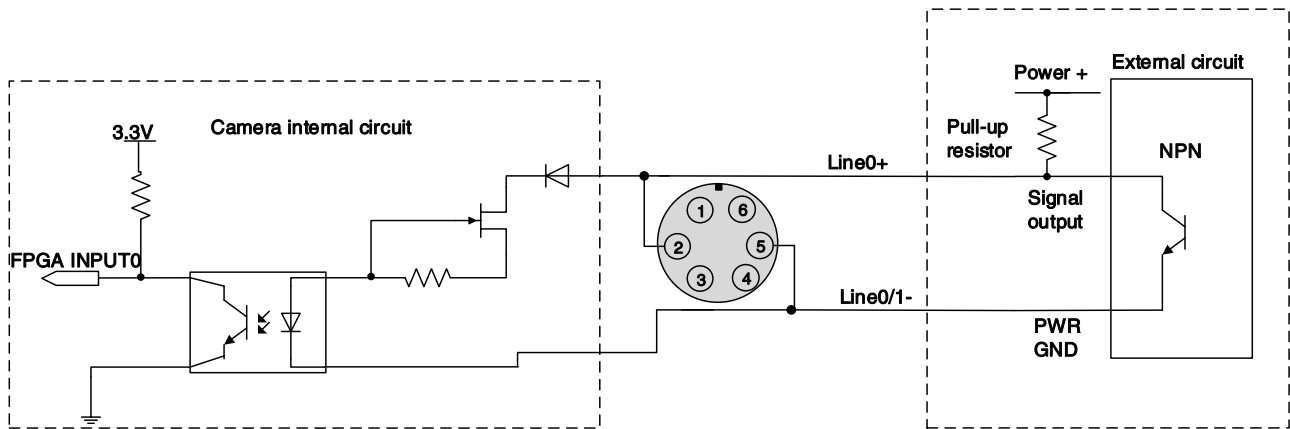 Power +
External circuit
3.3V
Camera internal circuit
Pull-up
resistor
NPN
Line0+
Signal
output
1
6
2
5
3
4
FPGA INPUT0
Line0/1-
PWR
GND